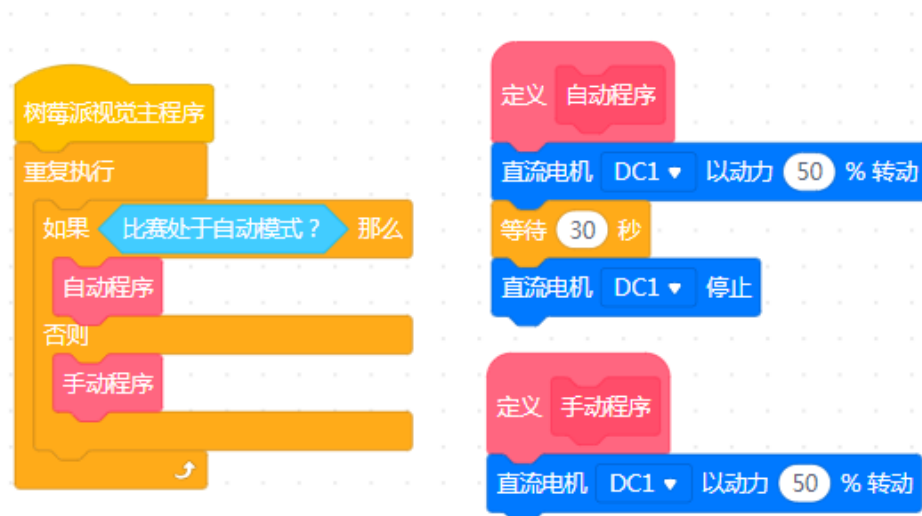 树莓派视觉主程序
重复执行
如果 比赛处于自动模式？ 那么
自动程序
否则
手动程序
定义 自动程序
直流电机 DC1 以动力 50 % 转动
等待 30 秒
直流电机 DC1 停止
定义 手动程序
直流电机 DC1 以动力 50 % 转动